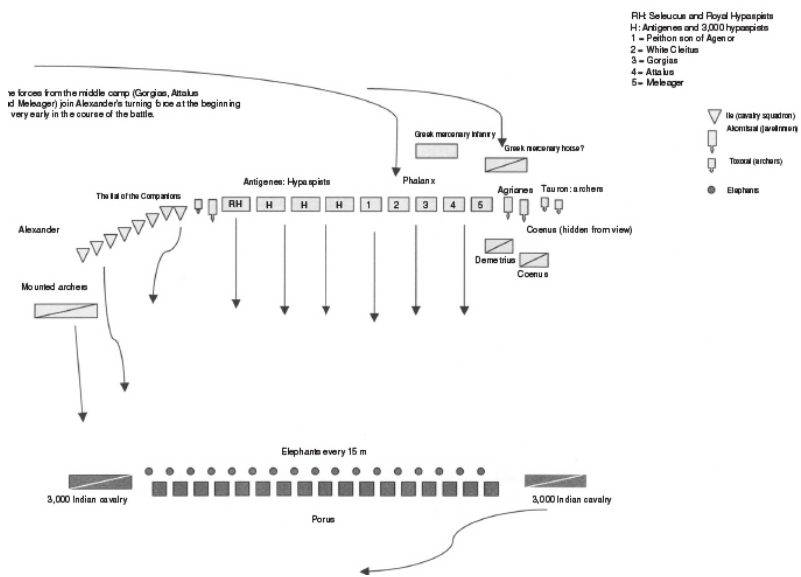 RH: Seleucus and Royal Hypaspists
H: Antigenes and 3,000 hypaspists
1 = Peithon son of Agenor
2 = White Cleitus
3 = Gorgias
4 = Attalus
5= Meleager
forces from the middle camp (Gorgias, Attalus
Meleager) join Alexander's turning force at the beginning
very early in the course of the battle.
Ile (cavalry squadron)
Akontisai (javelinmen)
Toxotai (archers)
Elephants
Greek mercenary infantry
Greek mercenary horse?
Antigenes: Hypaspists
Phalanx
The Ilai of the Companions
Agrianes
Tauron: archers
RH H H H 1 2 3 4 5
Alexander
Coenus (hidden from view)
Demetrius
Coenus
Mounted archers
Elephants every 15 m
3,000 Indian cavalry
3,000 Indian cavalry
Porus